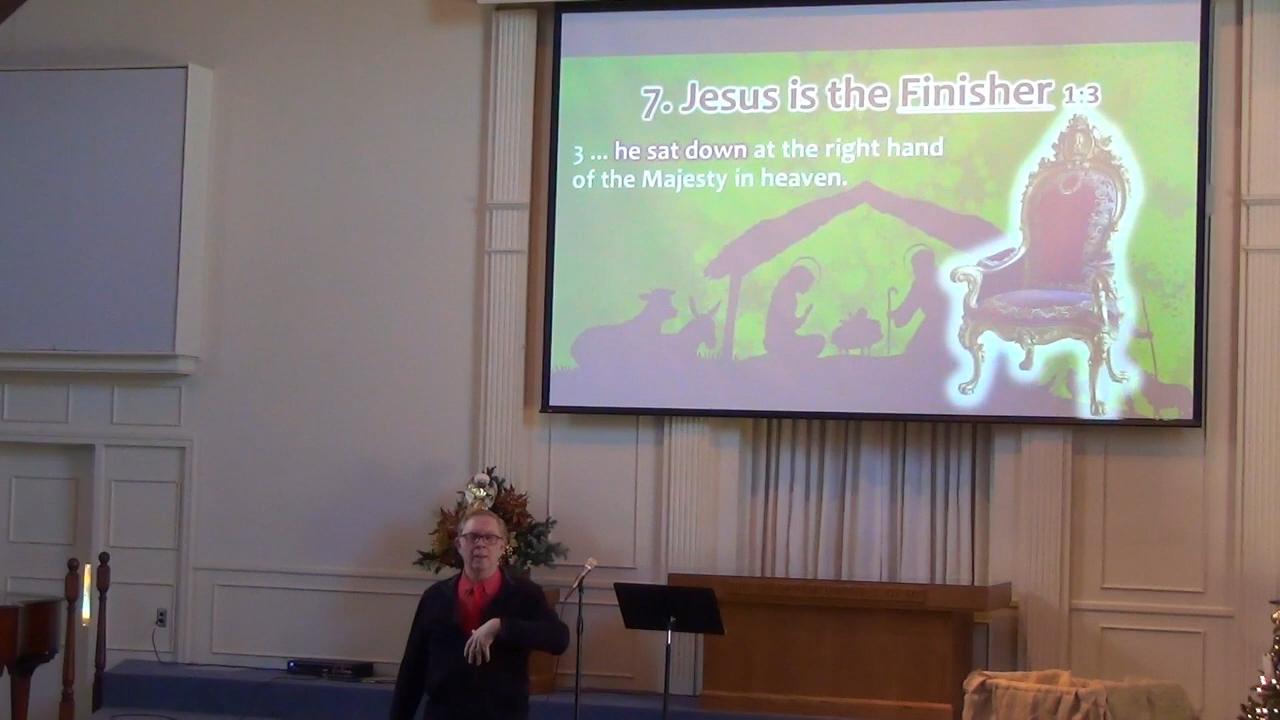 7. Jesus is the Finisher 1:3
3 ... he sat down at the right hand
of the Majesty in heaven.